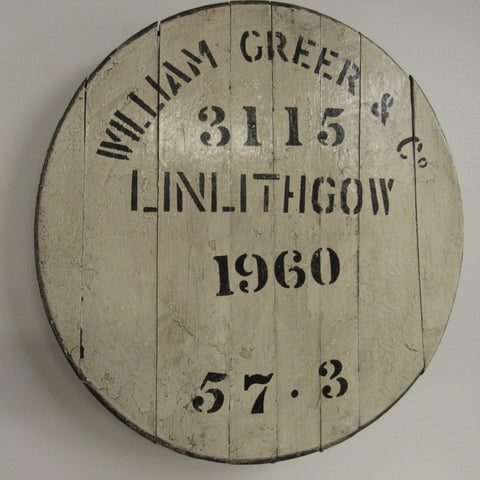 WILLIAM GREER & Cº
3115
LINLITHGOW
1960
57·3